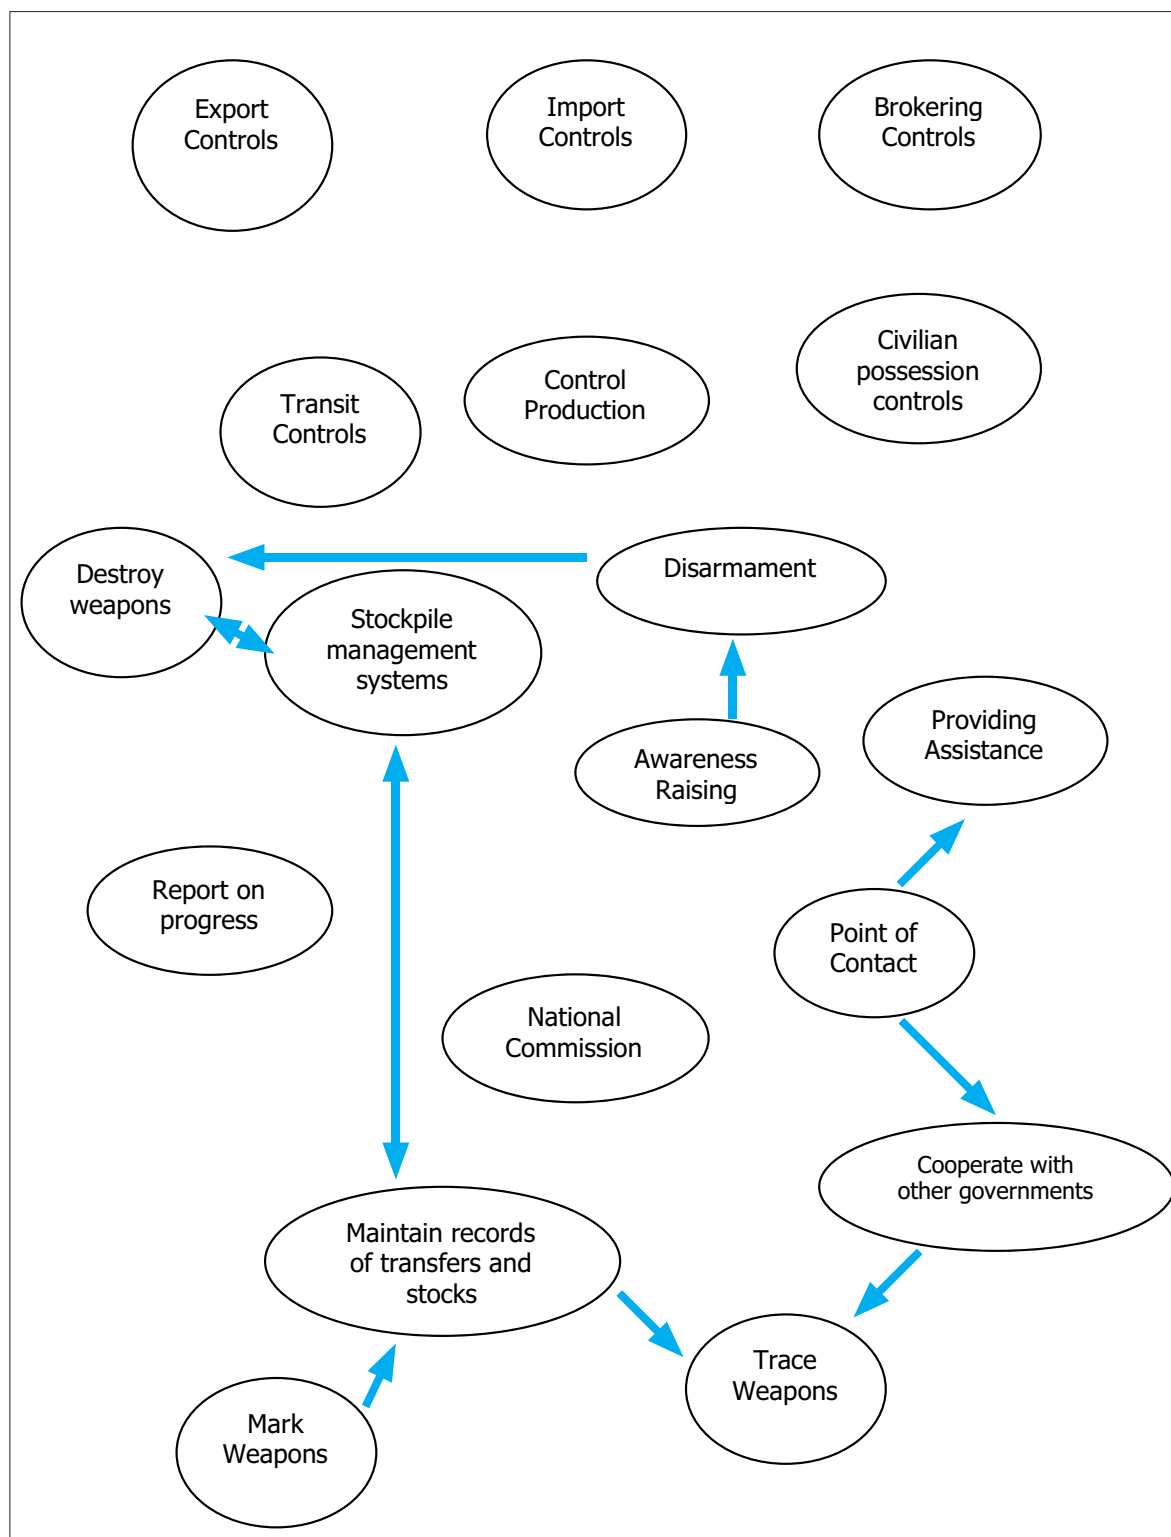 Export
Controls
Import
Controls
Brokering
Controls
Civilian
possession
controls
Control
Production
Transit
Controls
Destroy
weapons
Disarmament
Stockpile
management
systems
Awareness
Raising
Providing
Assistance
Report on
progress
Point of
Contact
National
Commission
Cooperate with
other governments
Maintain records
of transfers and
stocks
Trace
Weapons
Mark
Weapons